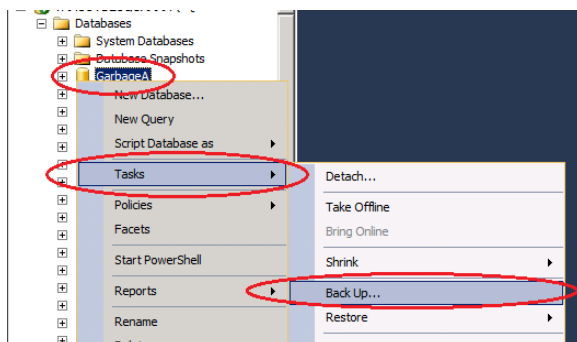 Databases
System Databases
Database Snapshots
GarbageA
New Database...
New Query
Script Database as
Tasks
Policies
Facets
Start PowerShell
Reports
Rename
Detach...
Take Offline
Bring Online
Shrink
Back Up...
Restore